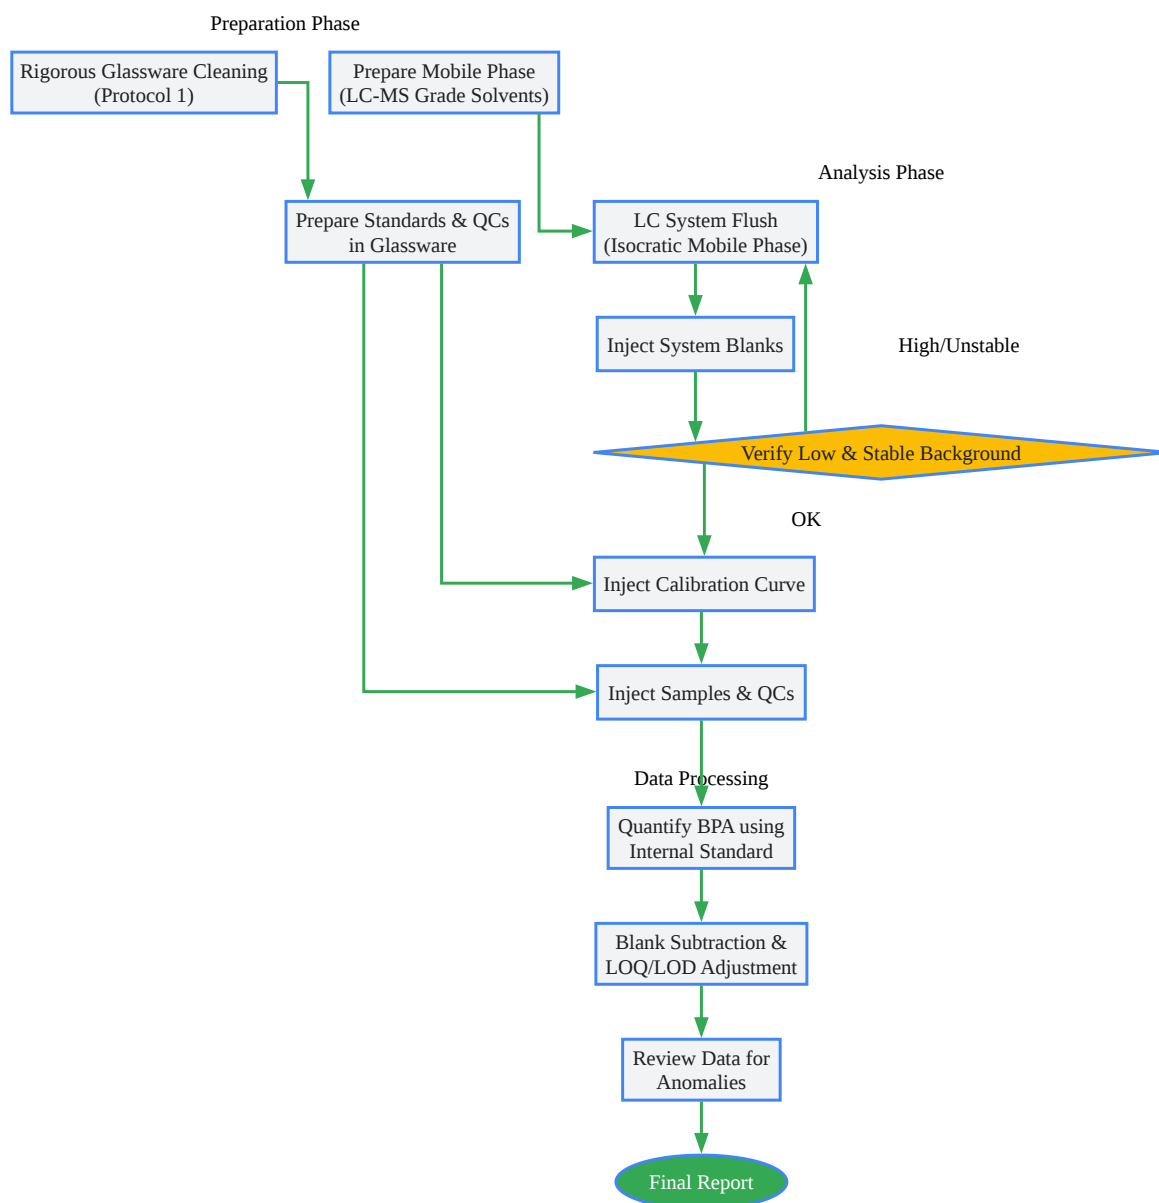 Preparation Phase
Rigorous Glassware Cleaning
(Protocol 1)
Prepare Mobile Phase
(LC-MS Grade Solvents)
Analysis Phase
Prepare Standards & QCs
in Glassware
LC System Flush
(Isocratic Mobile Phase)
Inject System Blanks
High/Unstable
Verify Low & Stable Background
OK
Inject Calibration Curve
Inject Samples & QCs
Data Processing
Quantify BPA using
Internal Standard
Blank Subtraction &
LOQ/LOD Adjustment
Review Data for
Anomalies
Final Report